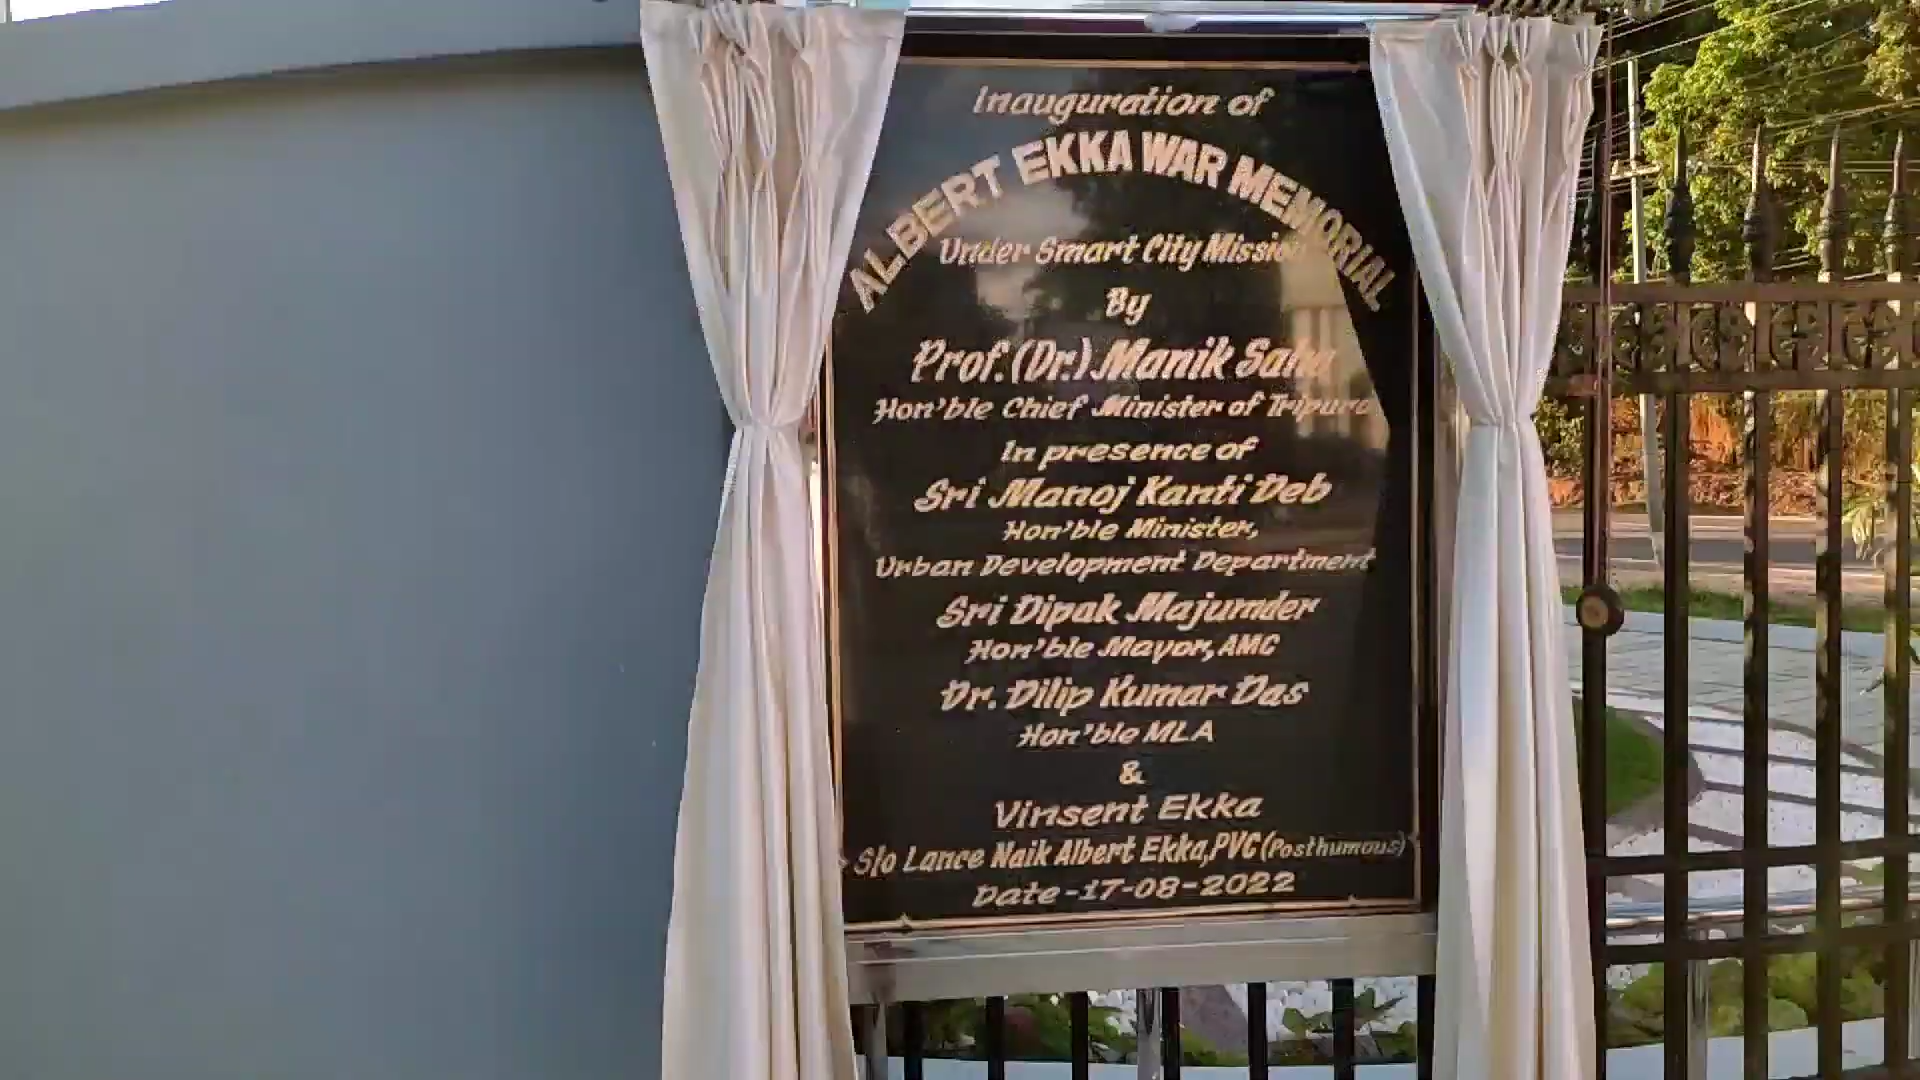 Inauguration of
ALBERT EKKA WAR MEMORIAL
Under Smart City Mission
By
Prof.(Dr.) Manik Saha
Hon'ble Chief Minister of Tripura
In presence of
Sri Manoj Kanti Deb
Hon'ble Minister,
Urban Development Department
Sri Dipak Majumder
Hon'ble Mayor, AMC
Dr. Dilip Kumar Das
Hon'ble MLA
&
Vinsent Ekka
S/o Lance Naik Albert Ekka, PVC (Posthumous)
Date -17-08-2022